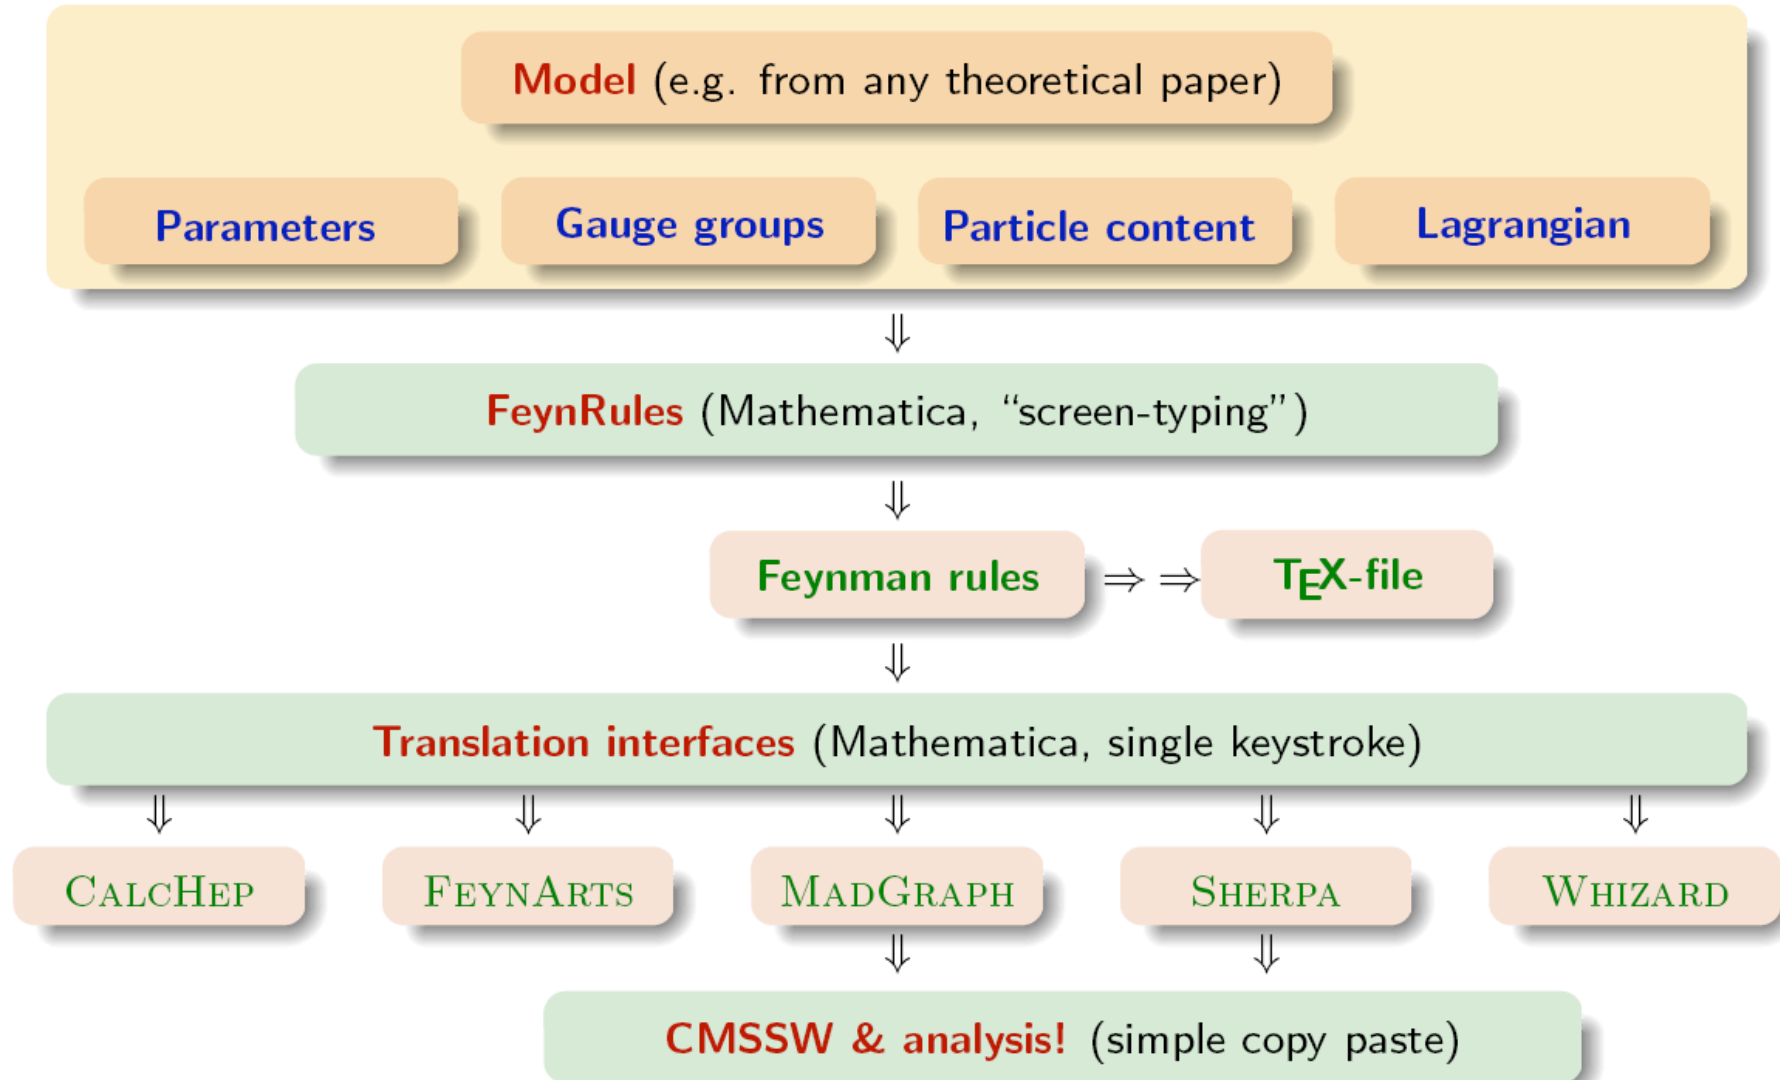 Model (e.g. from any theoretical paper)
Parameters Gauge groups Particle content Lagrangian
⇓
FeynRules (Mathematica, “screen-typing”)
⇓
Feynman rules ⇒ ⇒ TEX-file
⇓
Translation interfaces (Mathematica, single keystroke)
⇓ ⇓ ⇓ ⇓ ⇓
CALCHEP FEYNARTS MADGRAPH SHERPA WHIZARD
⇓ ⇓
CMSSW & analysis! (simple copy paste)